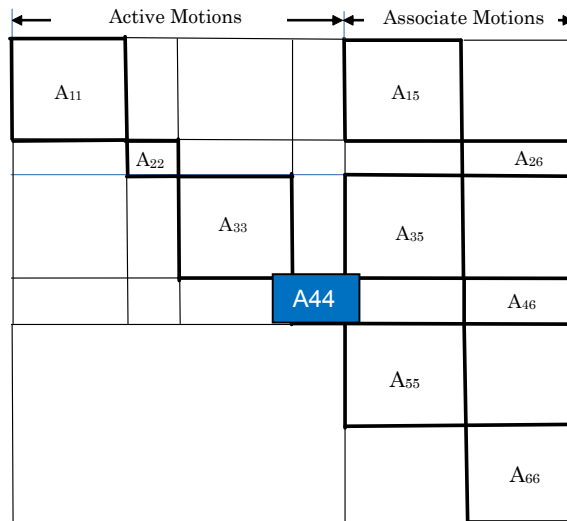 Active Motions Associate Motions
A₁₁ A₁₅
A₂₂ A₂₆
A₃₃ A₃₅
A44 A₄₆
A₅₅
A₆₆